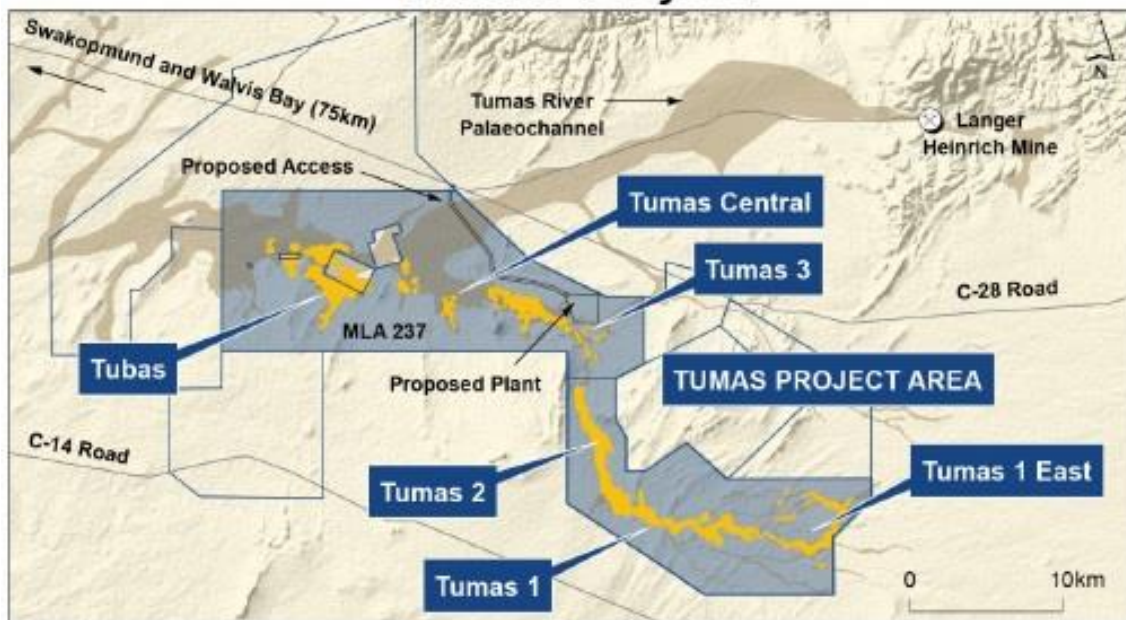 Swakopmund and Walvis Bay (75km)
N
Tumas River
Palaeochannel
Langer
Heinrich Mine
Proposed Access
Tumas Central
Tumas 3
C-28 Road
MLA 237
Tubas
Proposed Plant
TUMAS PROJECT AREA
C-14 Road
Tumas 2
Tumas 1 East
Tumas 1
0 10km